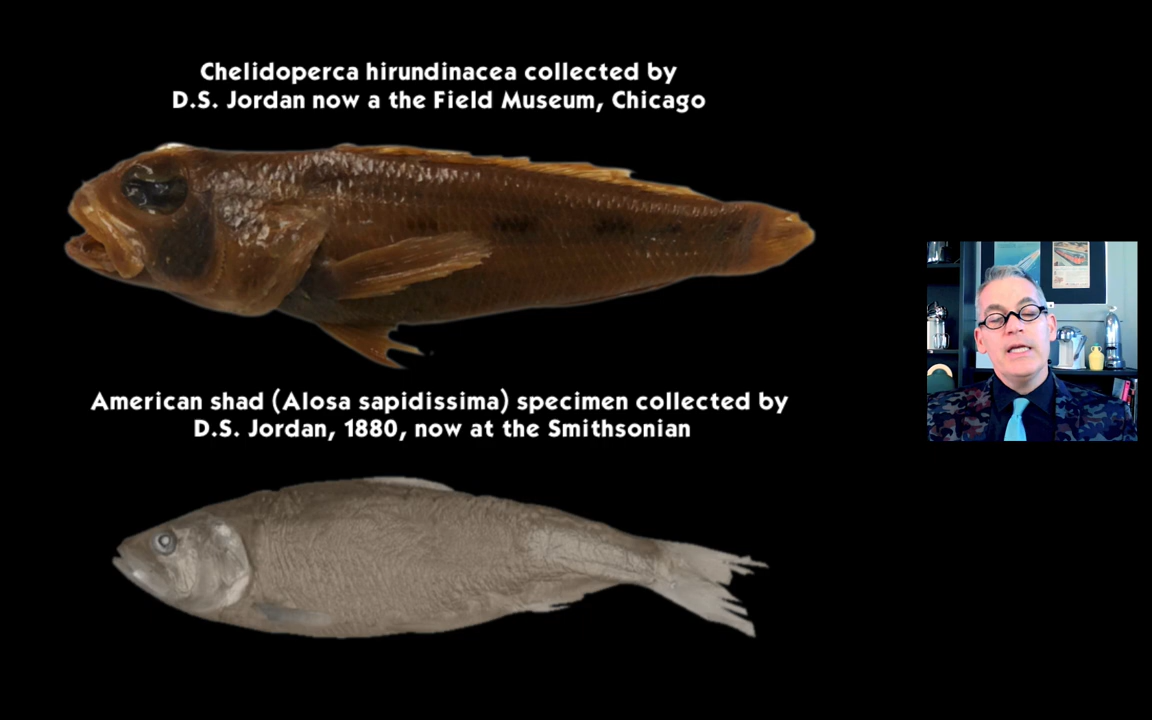 Chelidoperca hirundinacea collected by
D.S. Jordan now a the Field Museum, Chicago
American shad (Alosa sapidissima) specimen collected by
D.S. Jordan, 1880, now at the Smithsonian